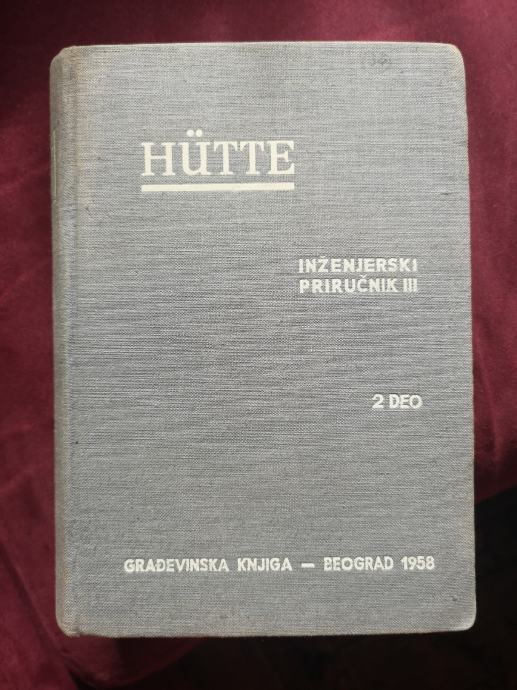 HÜTTE
INŽENJERSKI
PRIRUČNIK III
2 DEO
GRAĐEVINSKA KNJIGA — BEOGRAD 1958